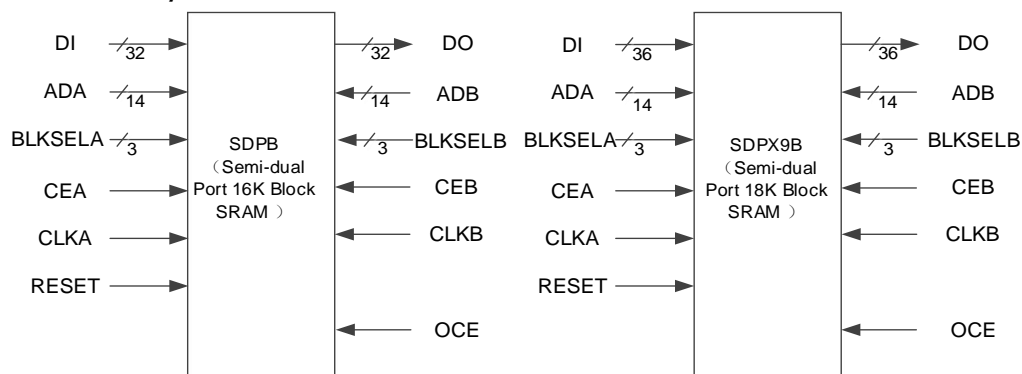 DI
32
ADA
14
BLKSELA
3
CEA
CLKA
RESET
SDPB
（Semi-dual
Port 16K Block
SRAM ）
DO
32
ADB
14
BLKSELB
3
CEB
CLKB
OCE
DI
36
ADA
14
BLKSELA
3
CEA
CLKA
RESET
SDPX9B
（Semi-dual
Port 18K Block
SRAM ）
DO
36
ADB
14
BLKSELB
3
CEB
CLKB
OCE